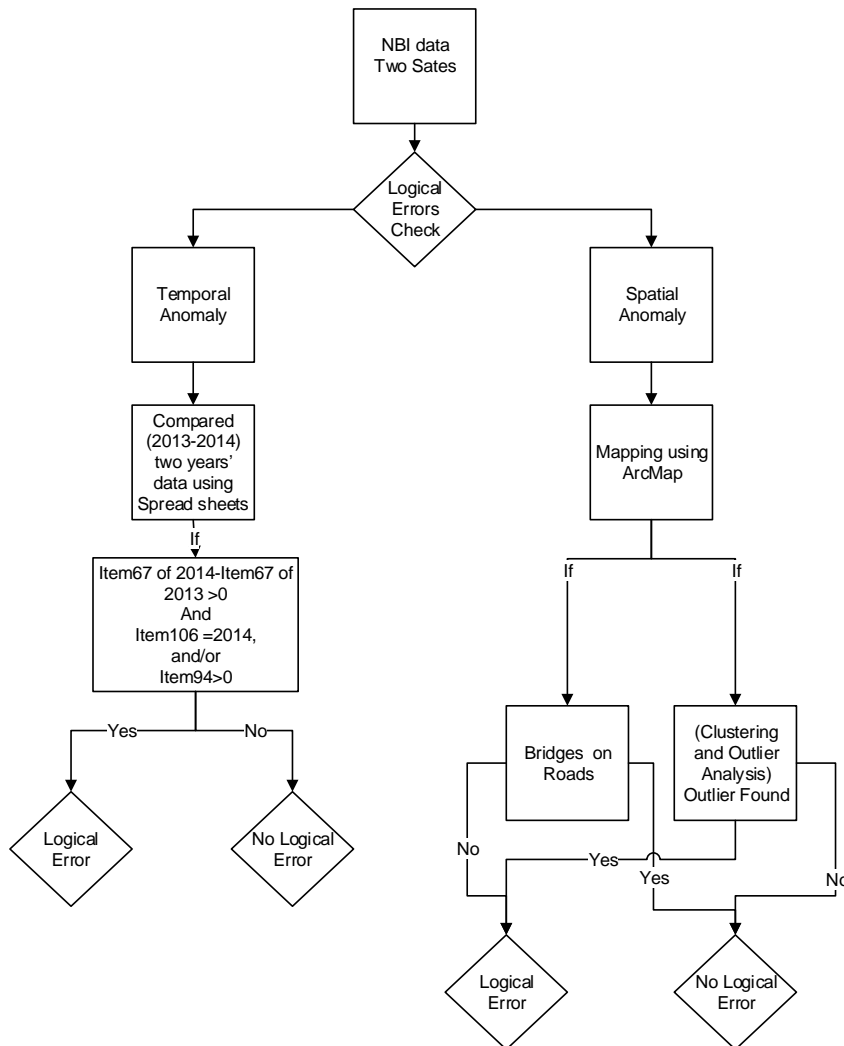 NBI data
Two Sates
Logical
Errors
Check
Temporal
Anomaly
Spatial
Anomaly
Compared
(2013-2014)
two years'
data using
Spread sheets
Mapping using
ArcMap
If,
If
If
Item67 of 2014-Item67 of
2013 >0
And
Item106 =2014,
and/or
Item94>0
Bridges on
Roads
(Clustering
and Outlier
Analysis)
Outlier Found
Yes
No
Logical
Error
No Logical
Error
No
Yes
Yes
No
Logical
Error
No Logical
Error